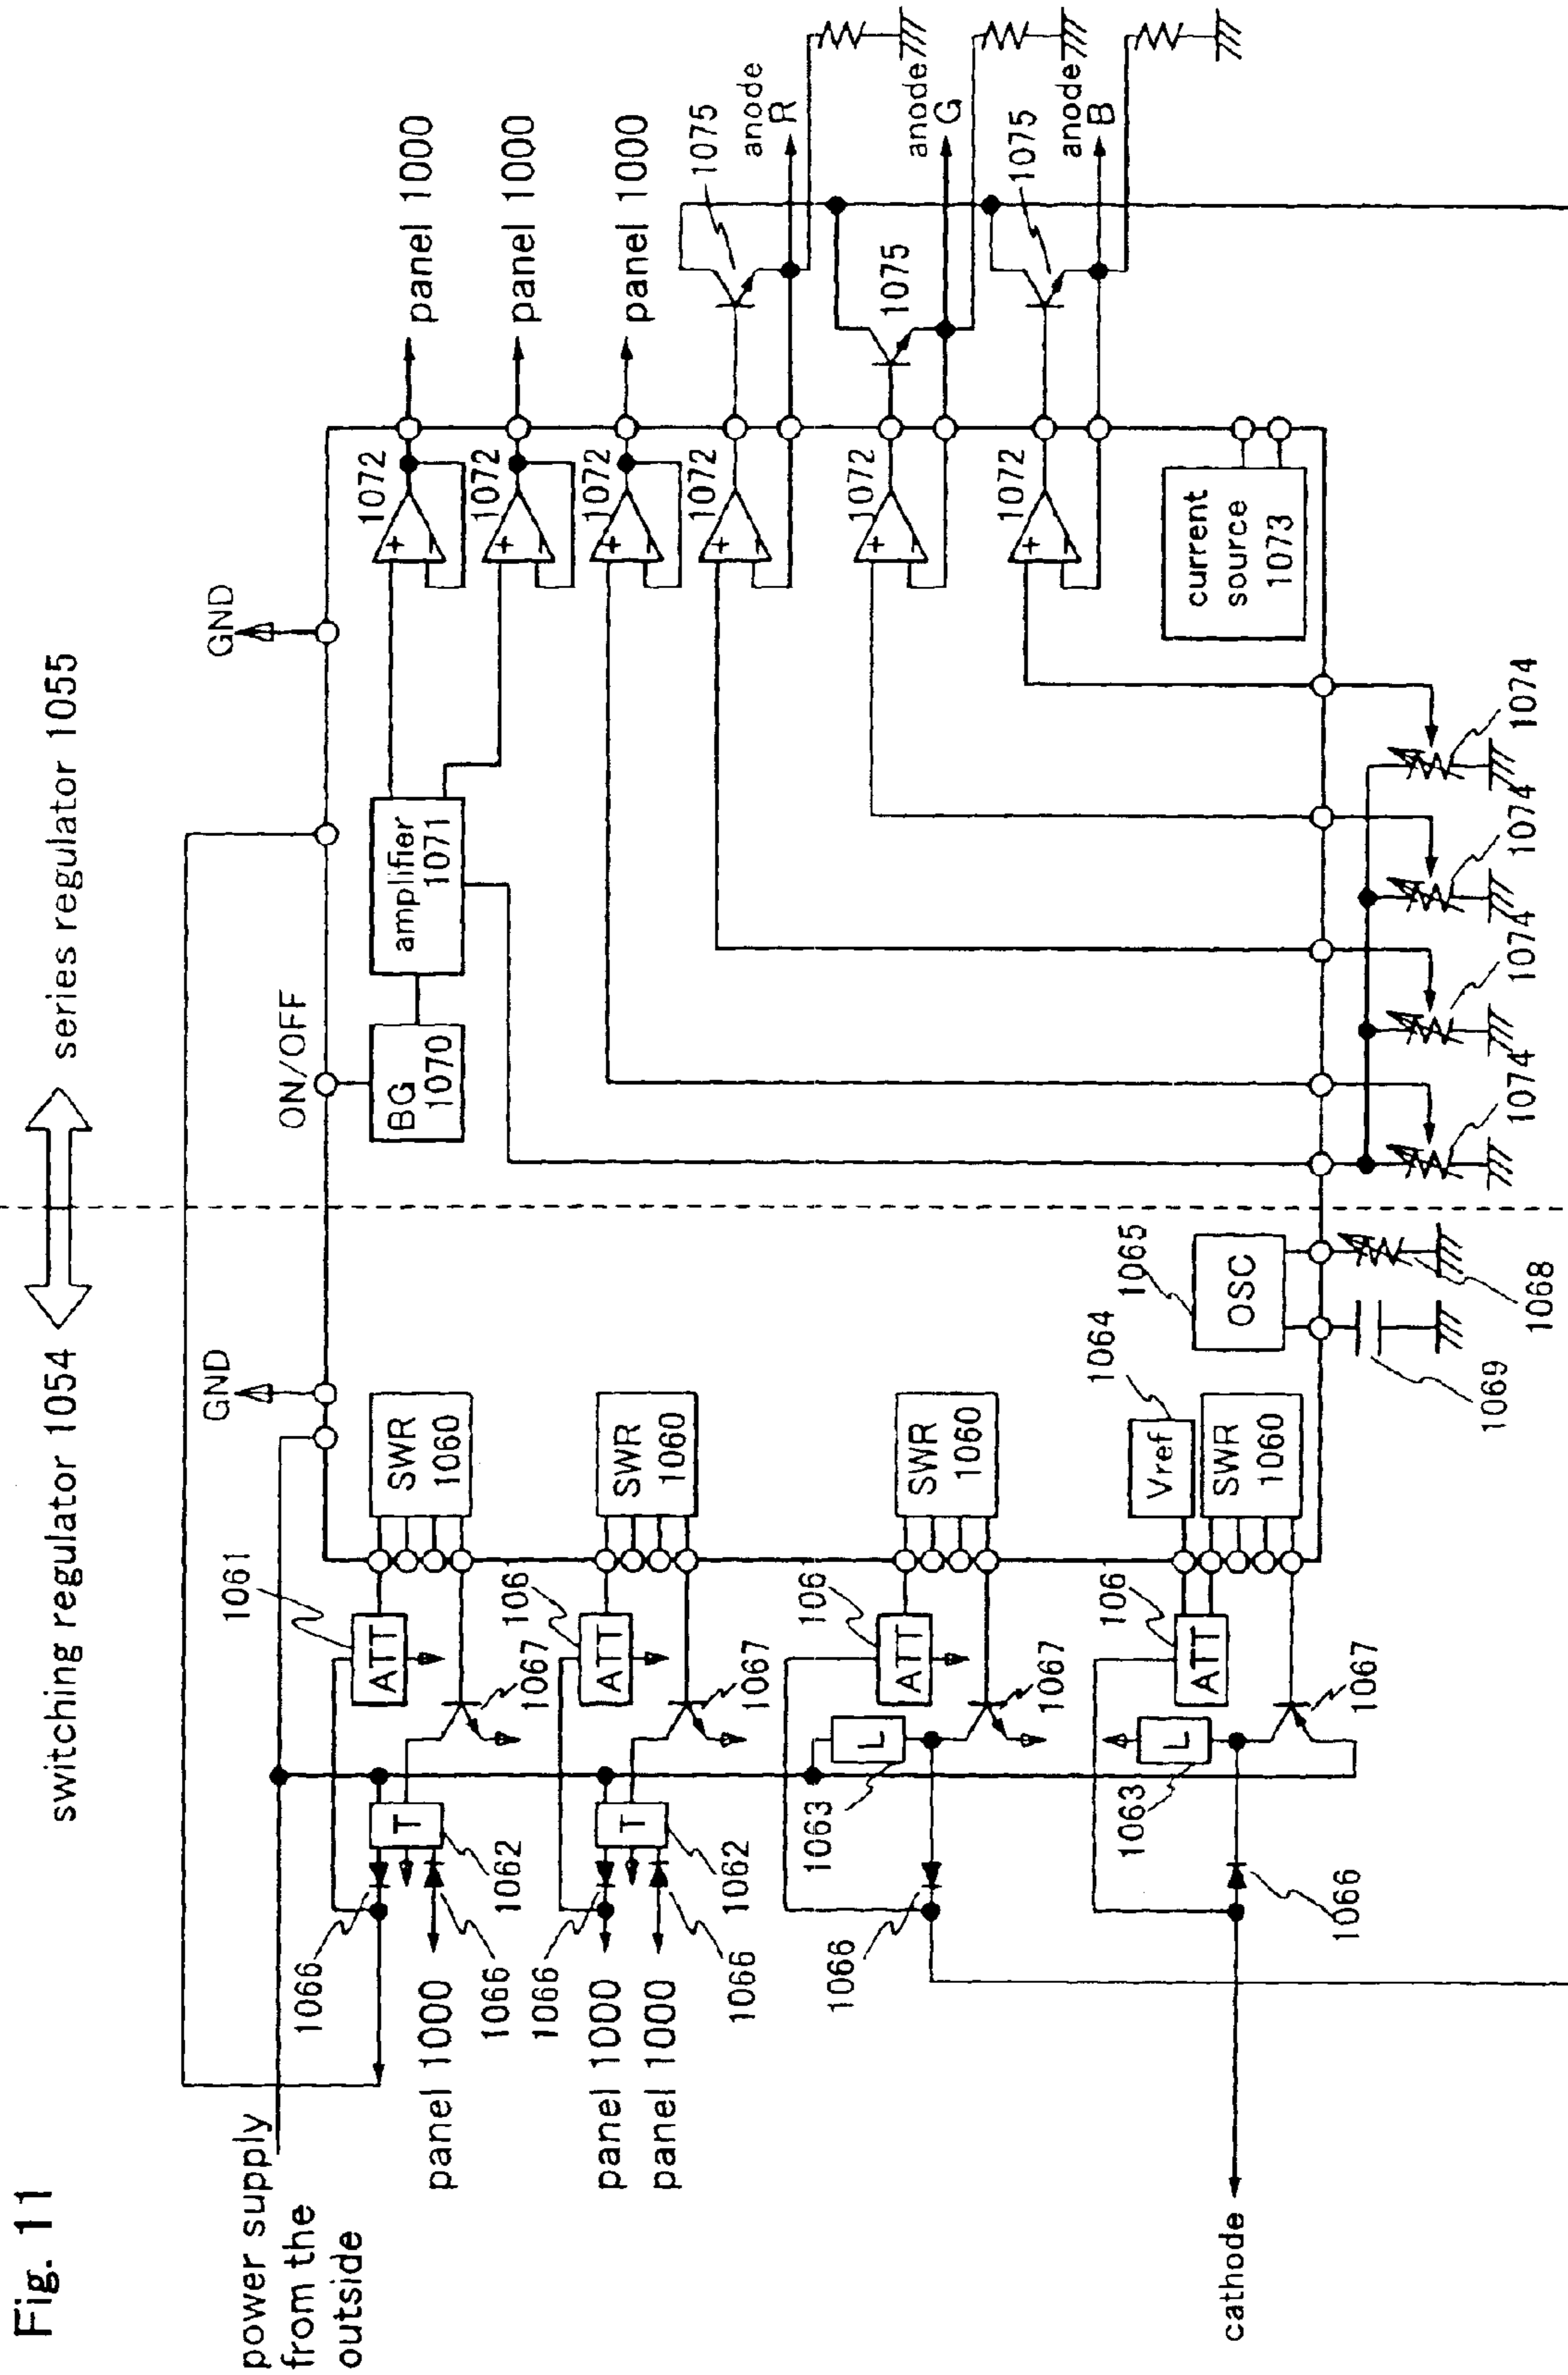 Fig. 11
switching regulator 1054
series regulator 1055
power supply
from the
outside
GND
ON/OFF
GND
1061
ATT
SWR
1060
1067
T
1062
1066
1066
panel 1000
106
ATT
SWR
1060
1067
T
1062
1066
1066
panel 1000
panel 1000
106
ATT
SWR
1060
1067
L
1063
1066
106
ATT
Vref
1064
SWR
1060
1067
L
1063
1066
cathode
OSC
1065
1068
1069
BG
1070
amplifier
1071
+
−
1072
panel 1000
+
−
1072
panel 1000
+
−
1072
panel 1000
+
−
1072
1075
anode
R
+
−
1072
1075
anode
G
+
−
1072
1075
anode
B
current
source
1073
1074
1074
1074
1074